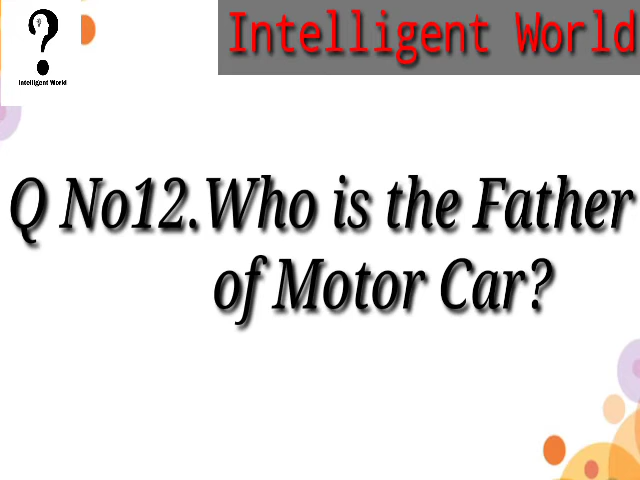 Intelligent World
Intelligent World
Q No12.Who is the Father
of Motor Car?